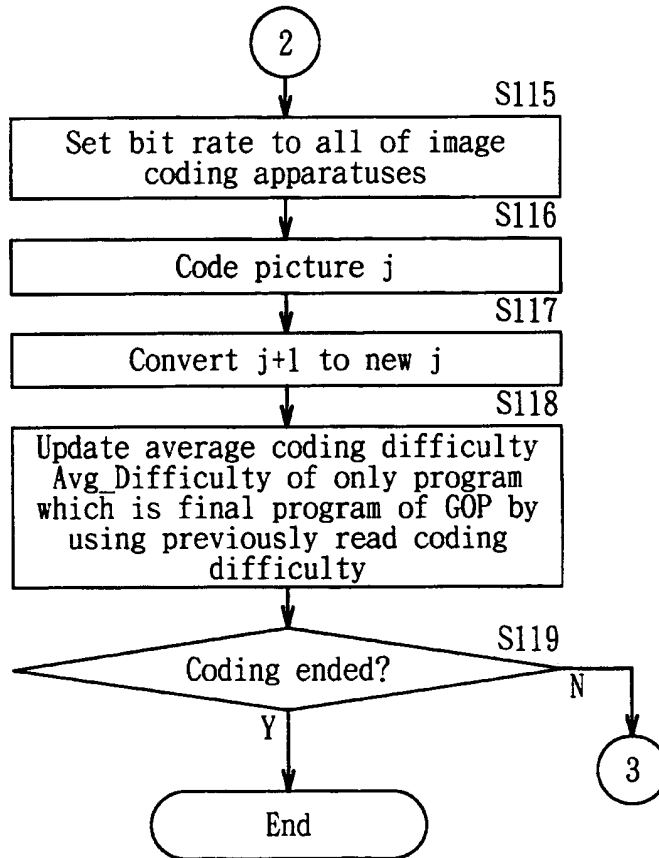 2
S115
Set bit rate to all of image
coding apparatuses
S116
Code picture j
S117
Convert j+1 to new j
S118
Update average coding difficulty
Avg_Difficulty of only program
which is final program of GOP by
using previously read coding
difficulty
S119
Coding ended?
N
Y
3
End